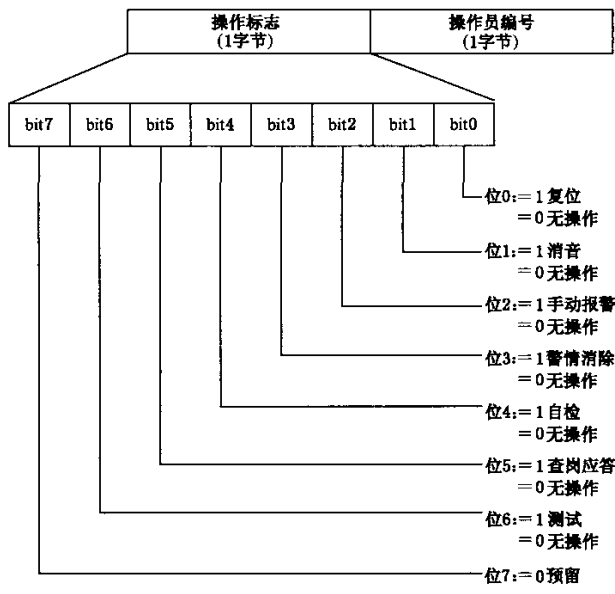 操作标志 操作员编号
(1字节) (1字节)
bit7 bit6 bit5 bit4 bit3 bit2 bit1 bit0
位0:=1复位
=0无操作
位1:=1消音
=0无操作
位2:=1手动报警
=0无操作
位3:=1警情消除
=0无操作
位4:=1自检
=0无操作
位5:=1查岗应答
=0无操作
位6:=1测试
=0无操作
位7:=0预留